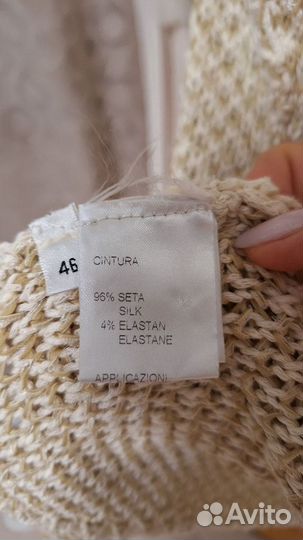 46
CINTURA
96% SETA
SILK
4% ELASTAN
ELASTANE
APPLICAZIONI
Avito